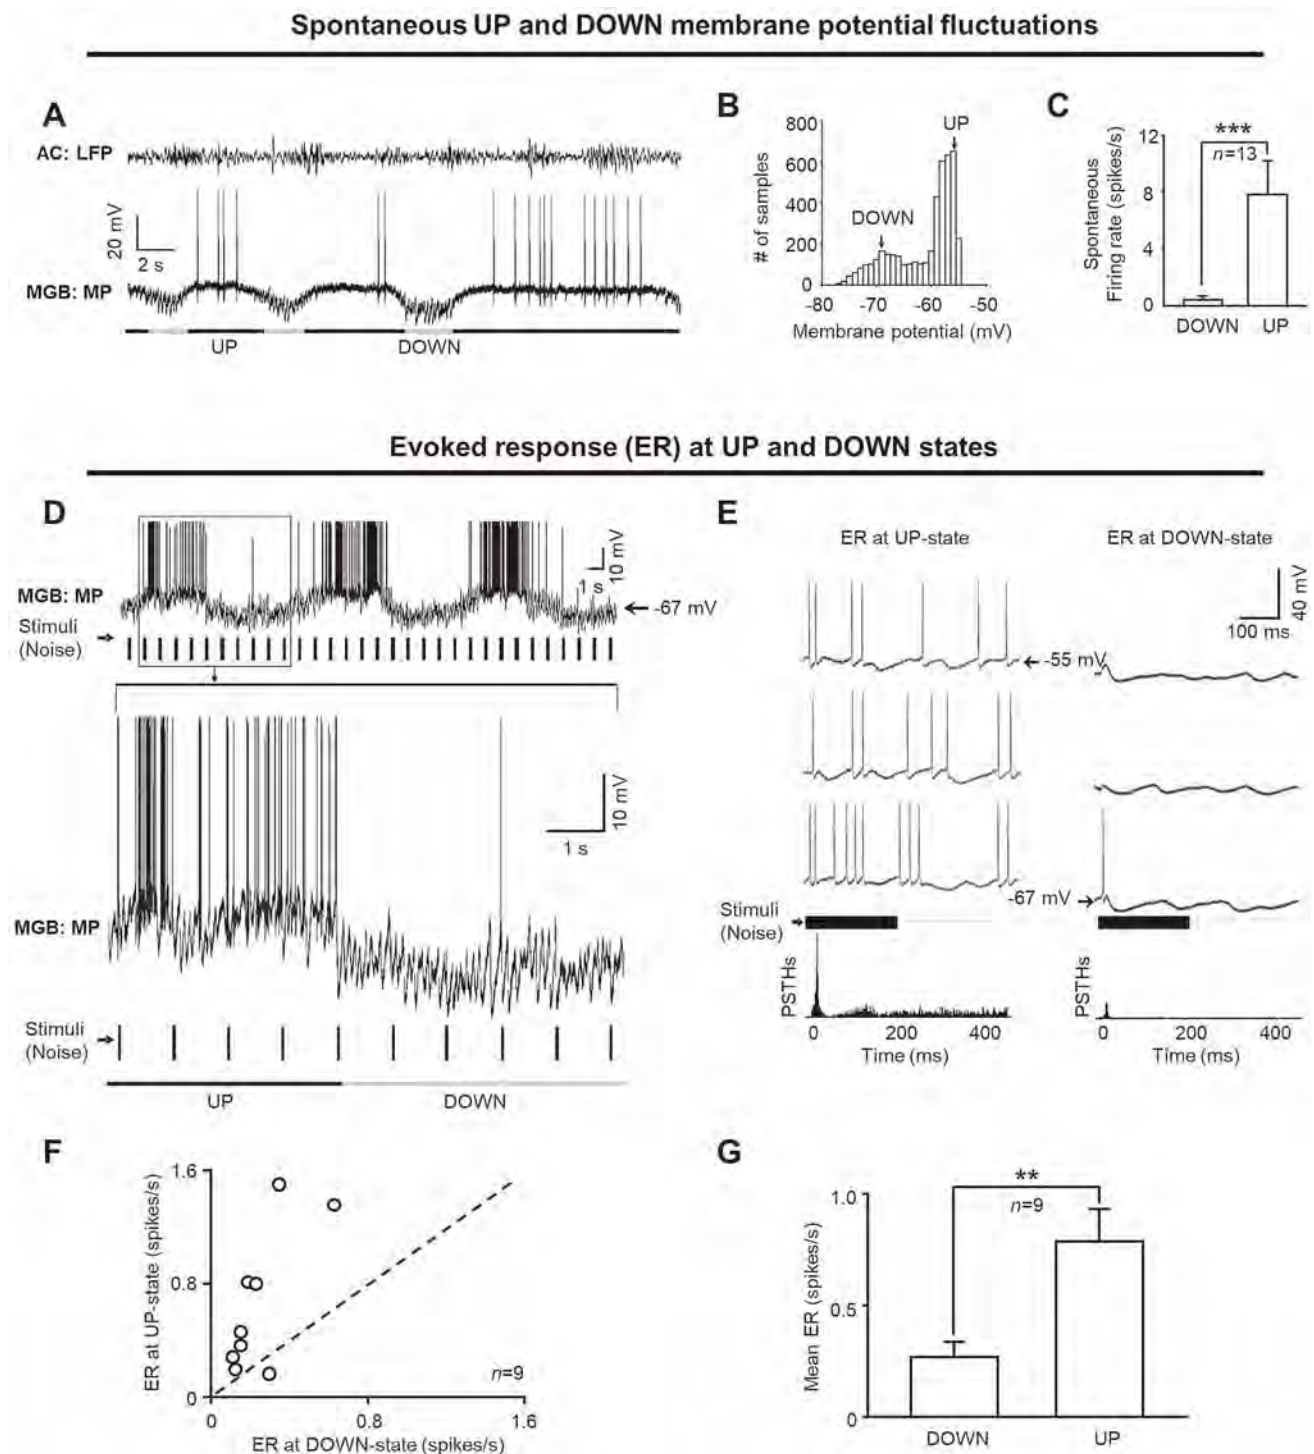 Spontaneous UP and DOWN membrane potential fluctuations
A
AC: LFP
20 mV
2 s
MGB: MP
UP
DOWN
B
UP
DOWN
800
600
400
200
0
# of samples
-80
-70
-60
-50
Membrane potential (mV)
C
***
n=13
12
8
4
0
Spontaneous
Firing rate (spikes/s)
DOWN
UP
Evoked response (ER) at UP and DOWN states
D
10 mV
1 s
MGB: MP
-67 mV
Stimuli
(Noise)
10 mV
1 s
MGB: MP
Stimuli
(Noise)
UP
DOWN
E
ER at UP-state
ER at DOWN-state
40 mV
100 ms
-55 mV
-67 mV
Stimuli
(Noise)
PSTHs
0
200
400
Time (ms)
PSTHs
0
200
400
Time (ms)
F
1.6
0.8
0
ER at UP-state (spikes/s)
n=9
0
0.8
1.6
ER at DOWN-state (spikes/s)
G
**
n=9
1.0
0.5
0
Mean ER (spikes/s)
DOWN
UP